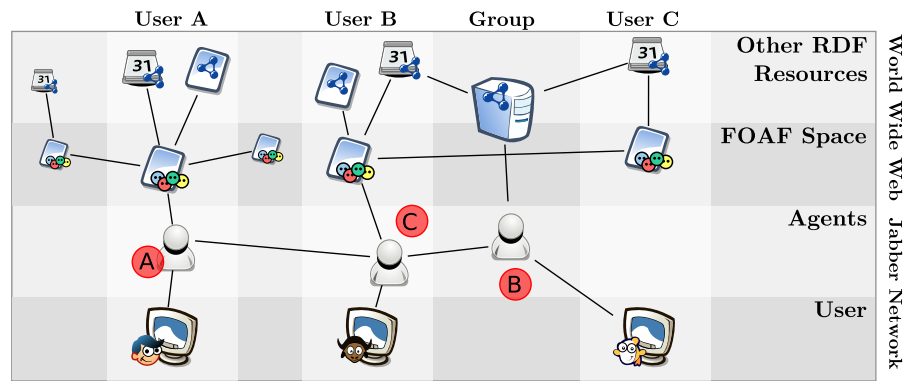 User A
User B
Group
User C
Other RDF
Resources
FOAF Space
Agents
User
World Wide Web
Jabber Network
31
31
31
31
A
C
B